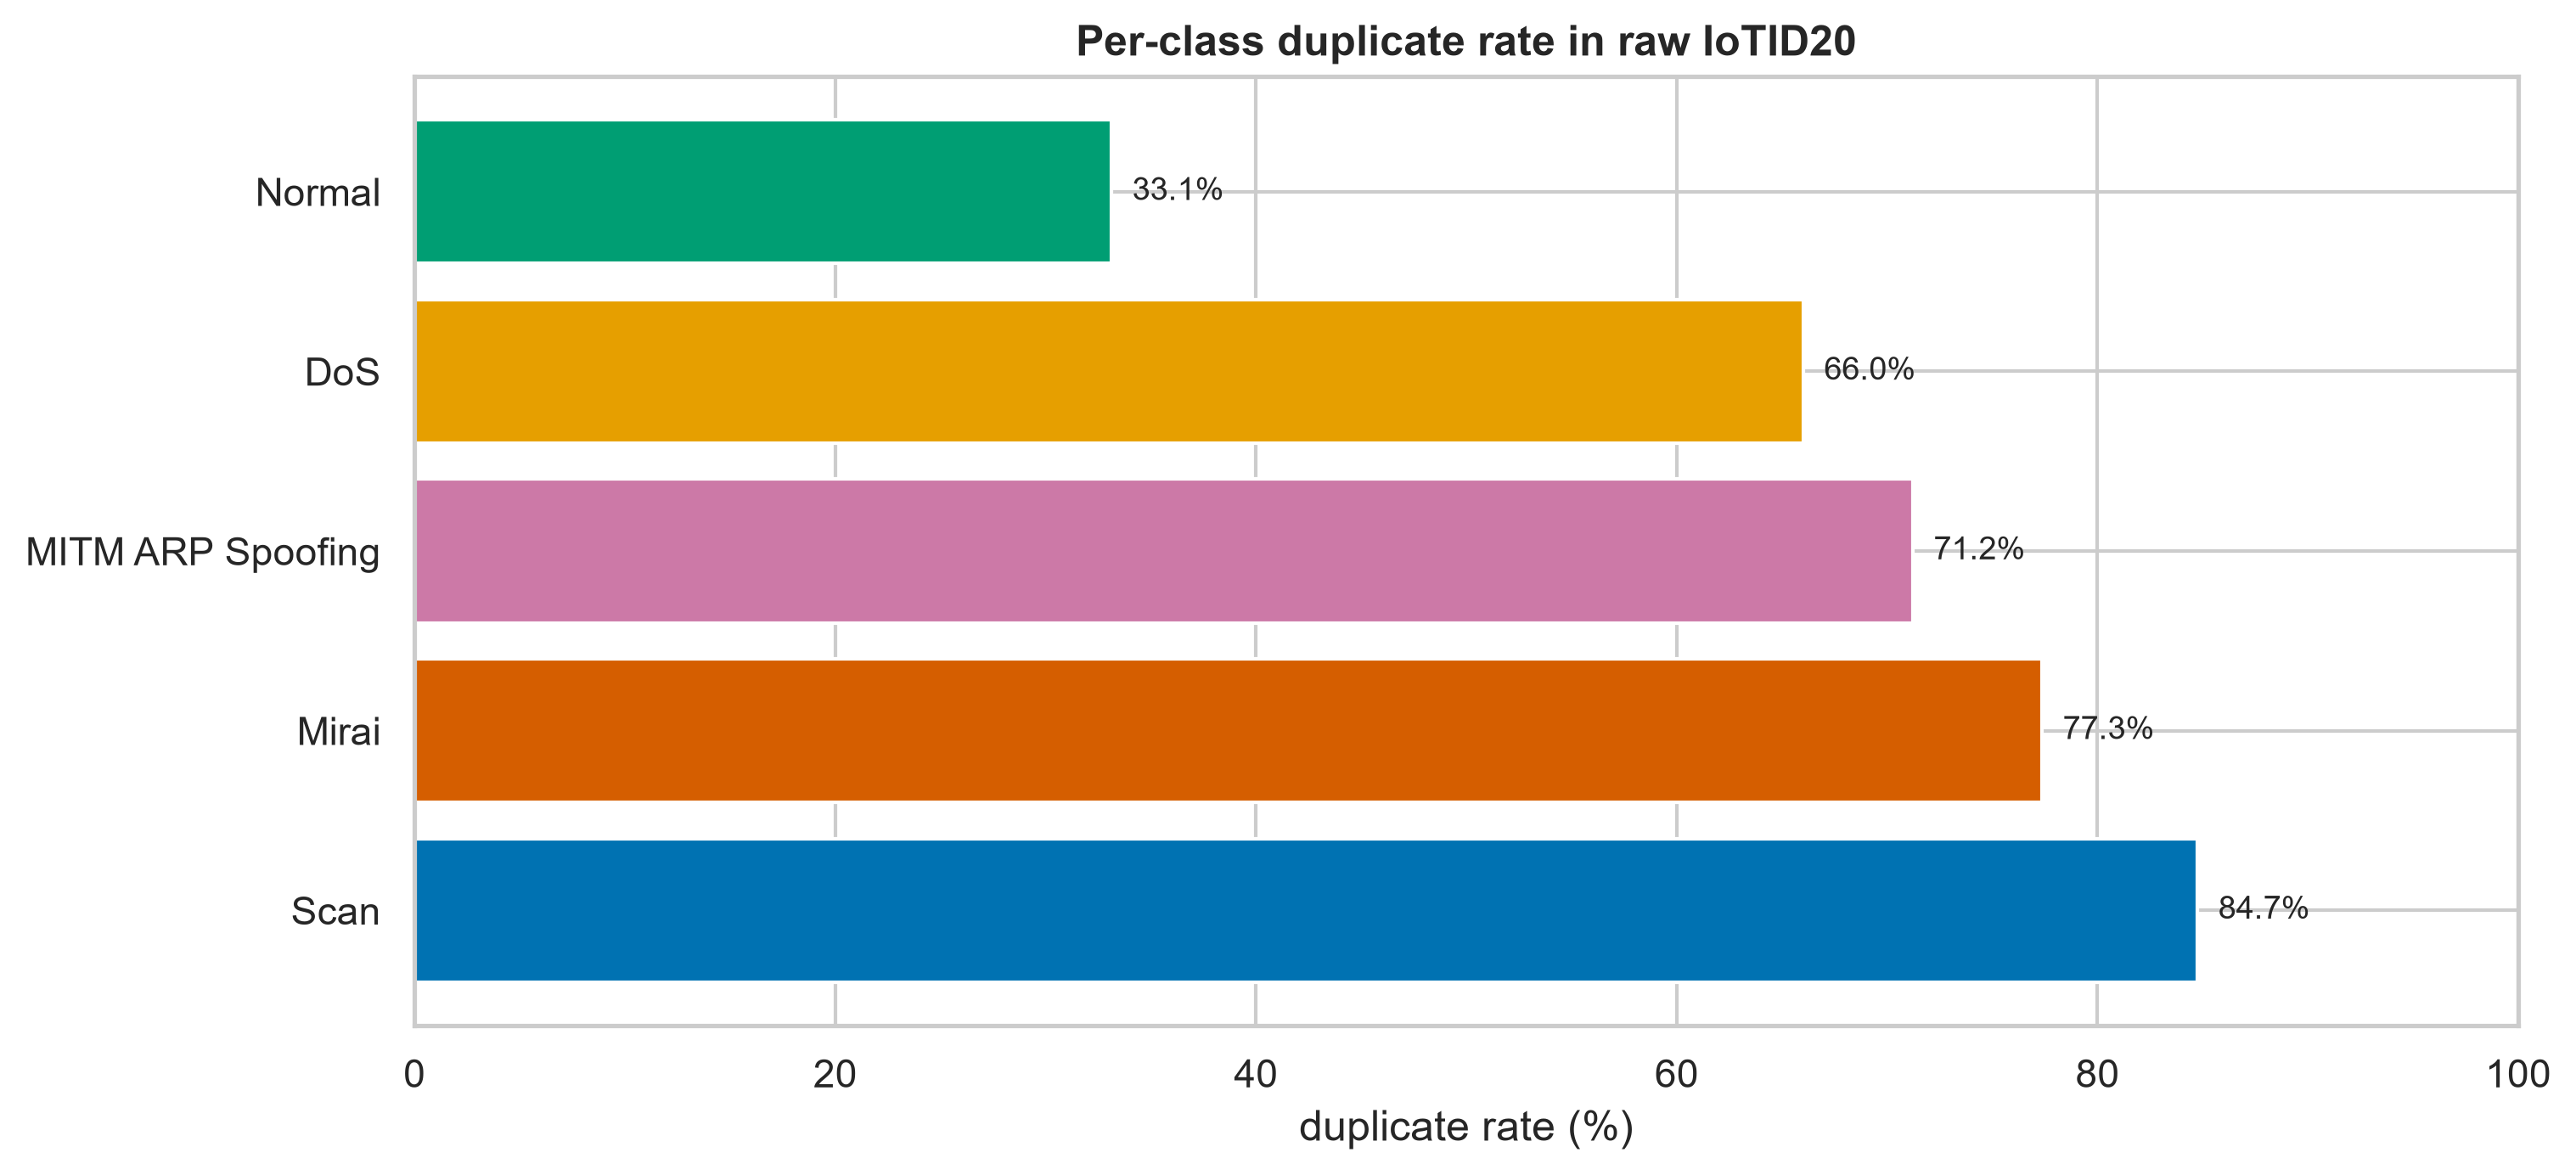 Per-class duplicate rate in raw IoTID20
Normal
33.1%
DoS
66.0%
MITM ARP Spoofing
71.2%
Mirai
77.3%
Scan
84.7%
0 20 40 60 80 100
duplicate rate (%)